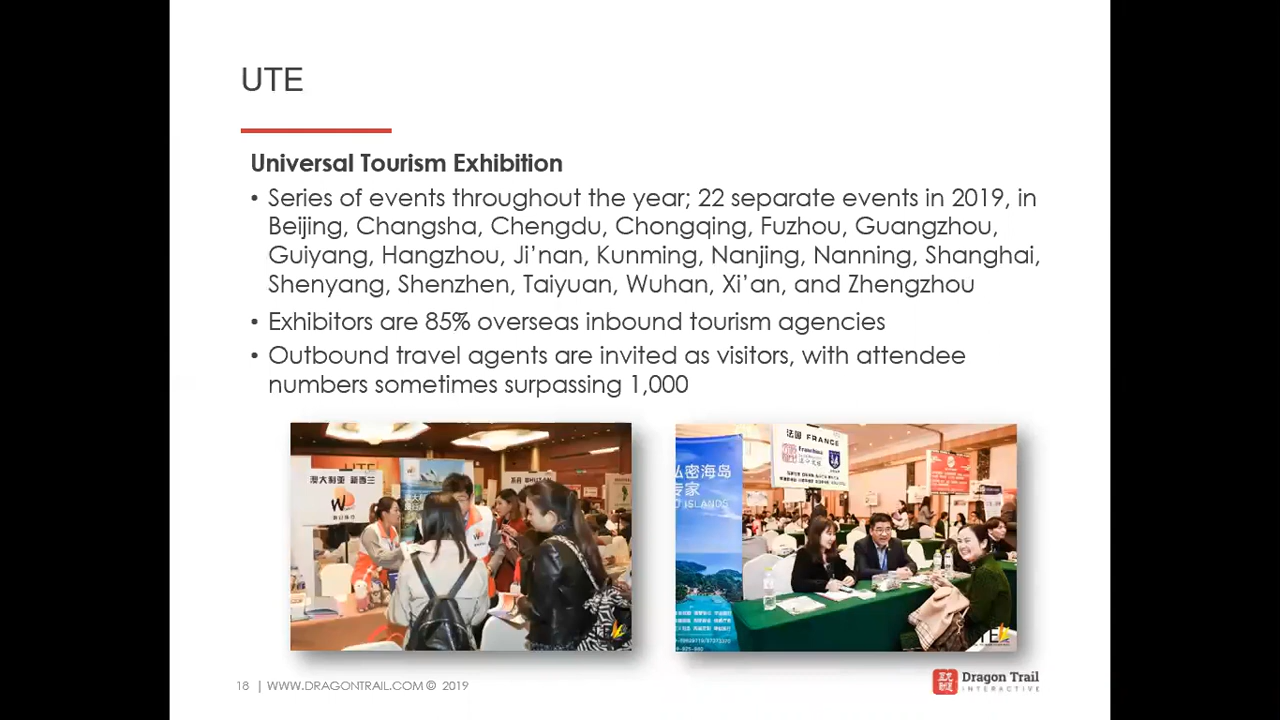 UTE
Universal Tourism Exhibition
• Series of events throughout the year; 22 separate events in 2019, in
Beijing, Changsha, Chengdu, Chongqing, Fuzhou, Guangzhou,
Guiyang, Hangzhou, Ji’nan, Kunming, Nanjing, Nanning, Shanghai,
Shenyang, Shenzhen, Taiyuan, Wuhan, Xi’an, and Zhengzhou
• Exhibitors are 85% overseas inbound tourism agencies
• Outbound travel agents are invited as visitors, with attendee
numbers sometimes surpassing 1,000
澳大利亚 新西兰
法国 FRANCE
私密海岛
专家
ISLANDS
18 | WWW.DRAGONTRAIL.COM © 2019
Dragon Trail
INTERACTIVE